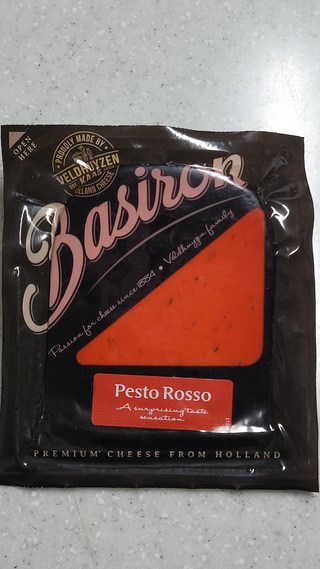 OPEN
HERE
PROUDLY MADE BY
VELDHUYZEN
KAAS
HOLLAND CHEESE
Basiron
Passion for cheese since 1884 • Veldhuyzen family
Pesto Rosso
A surprising taste
sensation
PREMIUM CHEESE FROM HOLLAND